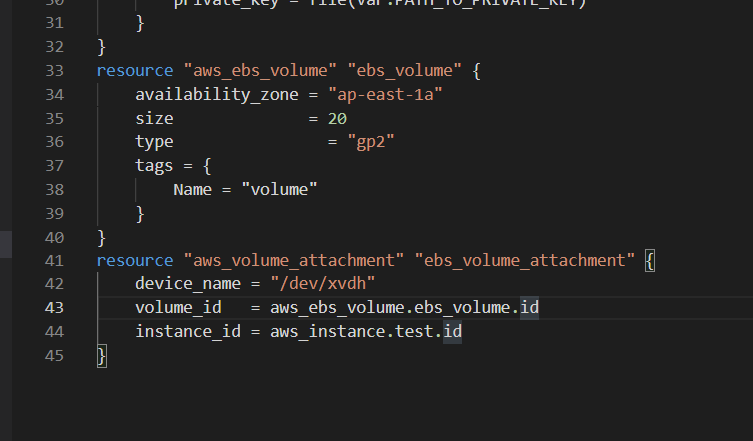 30 private_key = file(var.PATH_TO_PRIVATE_KEY)
31 }
32 }
33 resource "aws_ebs_volume" "ebs_volume" {
34 availability_zone = "ap-east-1a"
35 size = 20
36 type = "gp2"
37 tags = {
38 Name = "volume"
39 }
40 }
41 resource "aws_volume_attachment" "ebs_volume_attachment" {
42 device_name = "/dev/xvdh"
43 volume_id = aws_ebs_volume.ebs_volume.id
44 instance_id = aws_instance.test.id
45 }